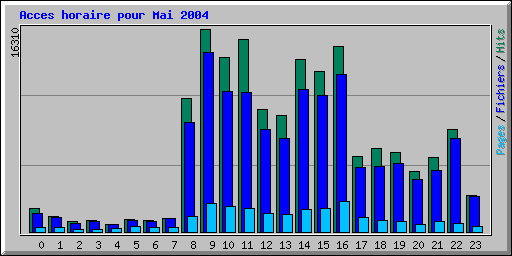 Acces horaire pour Mai 2004
16310
Pages / Fichiers / Hits
0 1 2 3 4 5 6 7 8 9 10 11 12 13 14 15 16 17 18 19 20 21 22 23